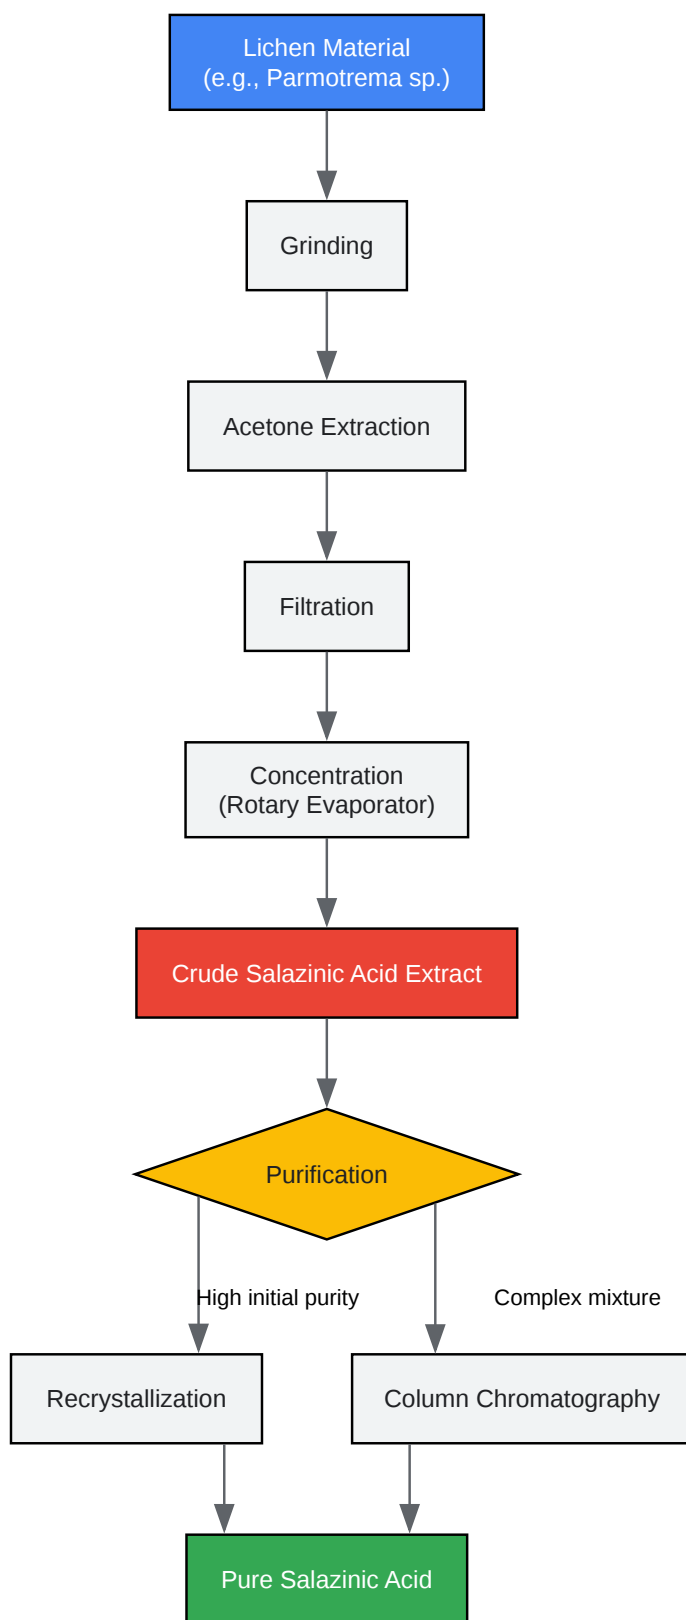 Lichen Material
(e.g., Parmotrema sp.)
Grinding
Acetone Extraction
Filtration
Concentration
(Rotary Evaporator)
Crude Salazinic Acid Extract
Purification
High initial purity
Complex mixture
Recrystallization
Column Chromatography
Pure Salazinic Acid